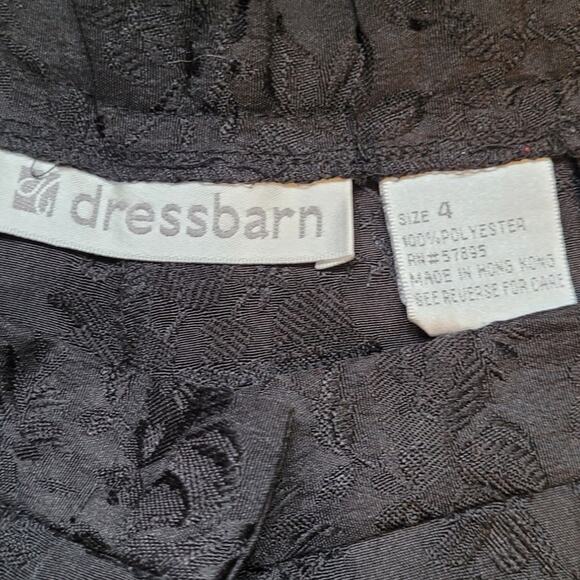 dressbarn
SIZE 4
100% POLYESTER
RN#57895
MADE IN HONG KONG
SEE REVERSE FOR CARE